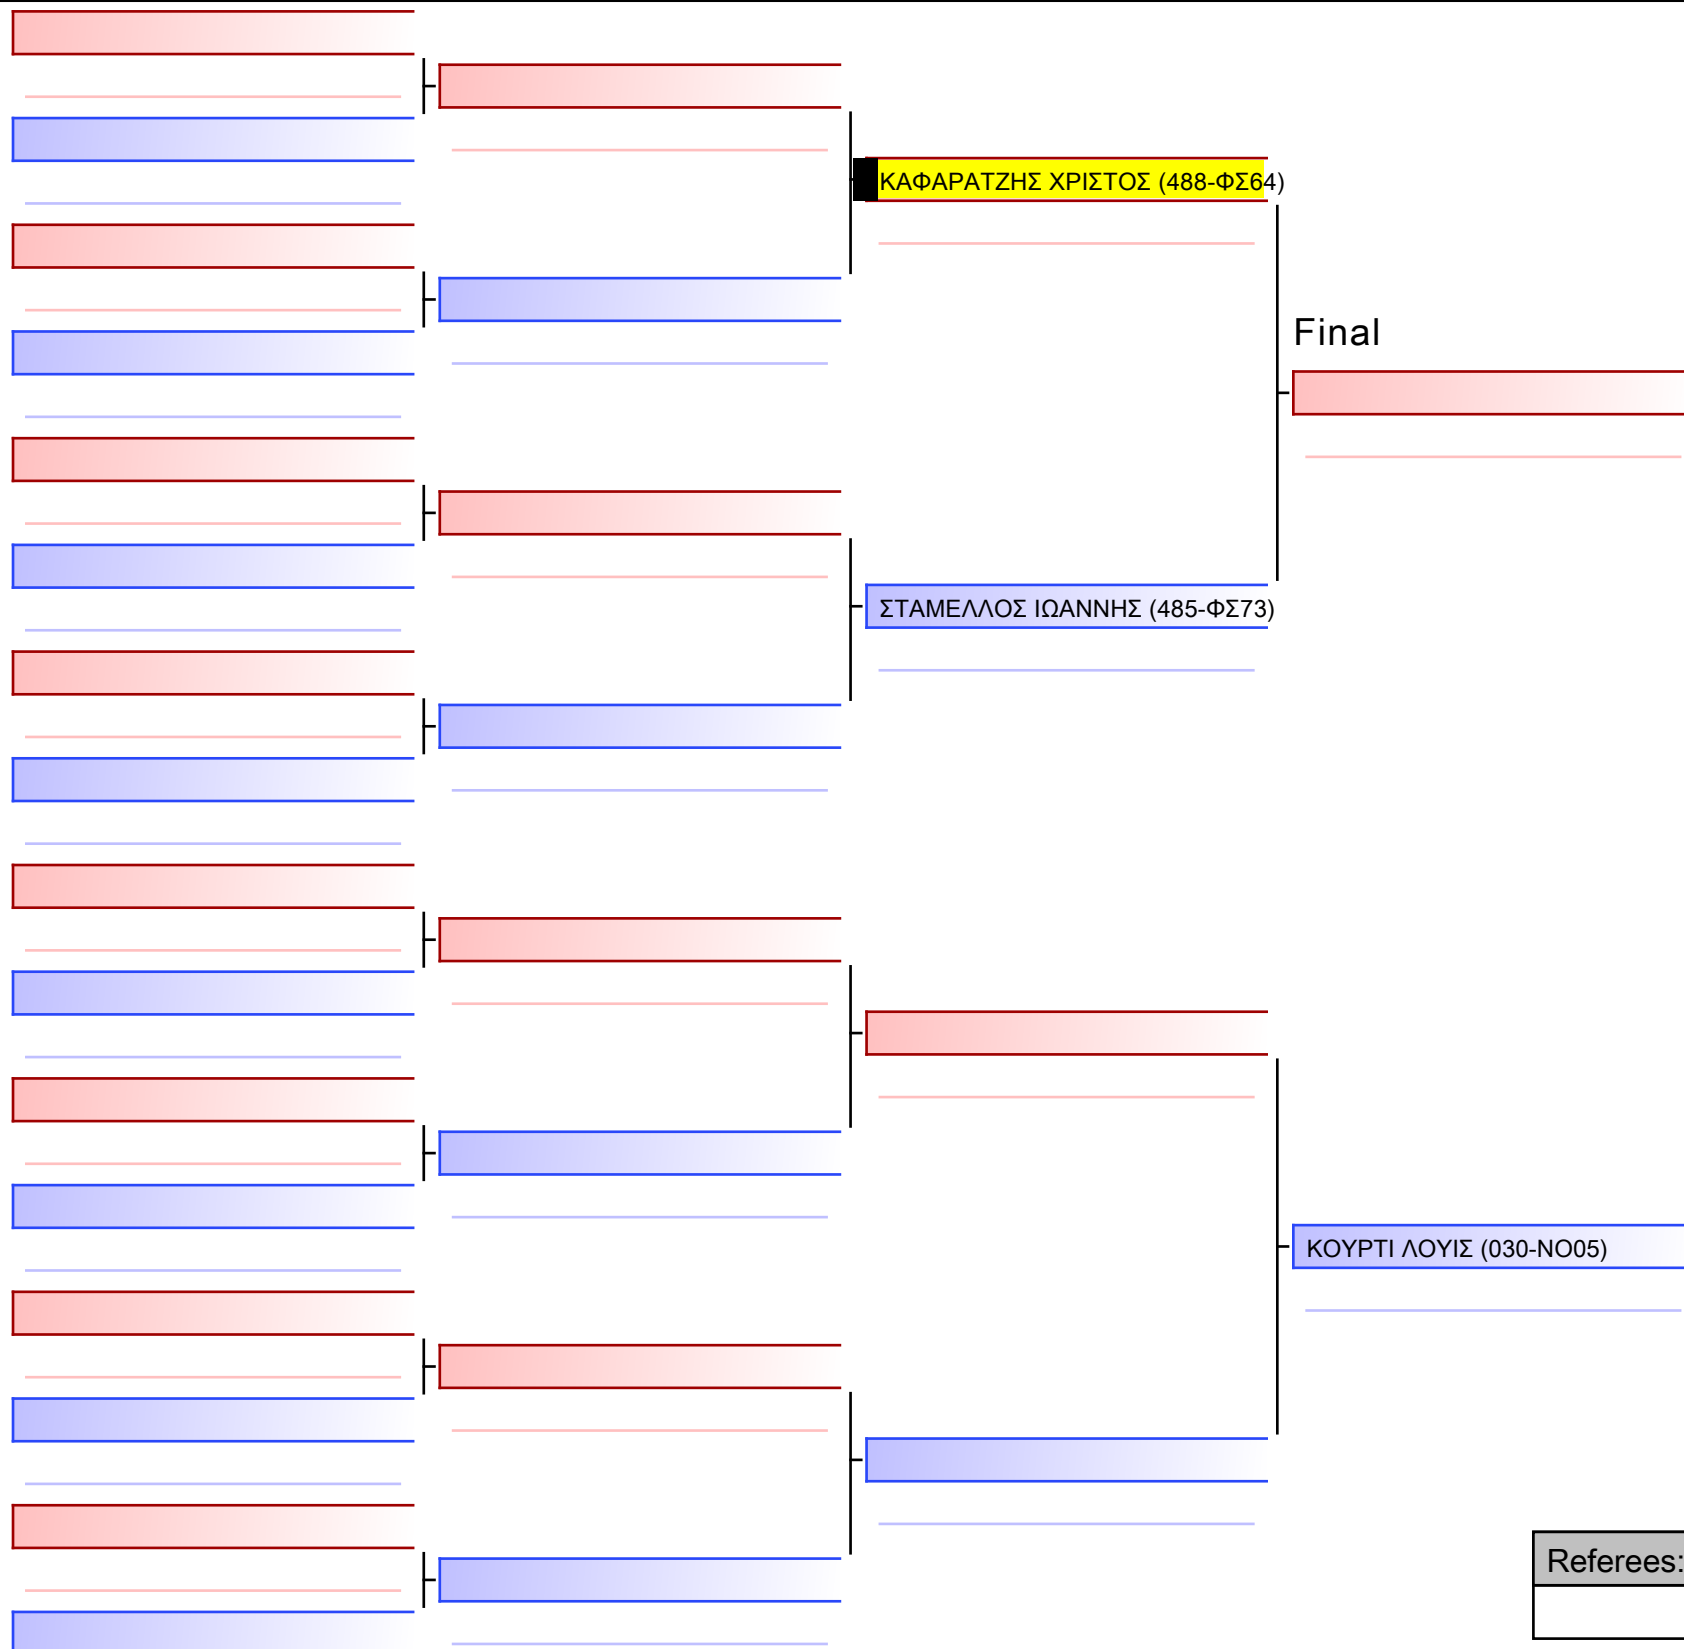 ΚΑΦΑΡΑΤΖΗΣ ΧΡΙΣΤΟΣ (488-ΦΣ64)
Final
ΣΤΑΜΕΛΛΟΣ ΙΩΑΝΝΗΣ (485-ΦΣ73)
ΚΟΥΡΤΙ ΛΟΥΙΣ (030-ΝΟ05)
Referees: